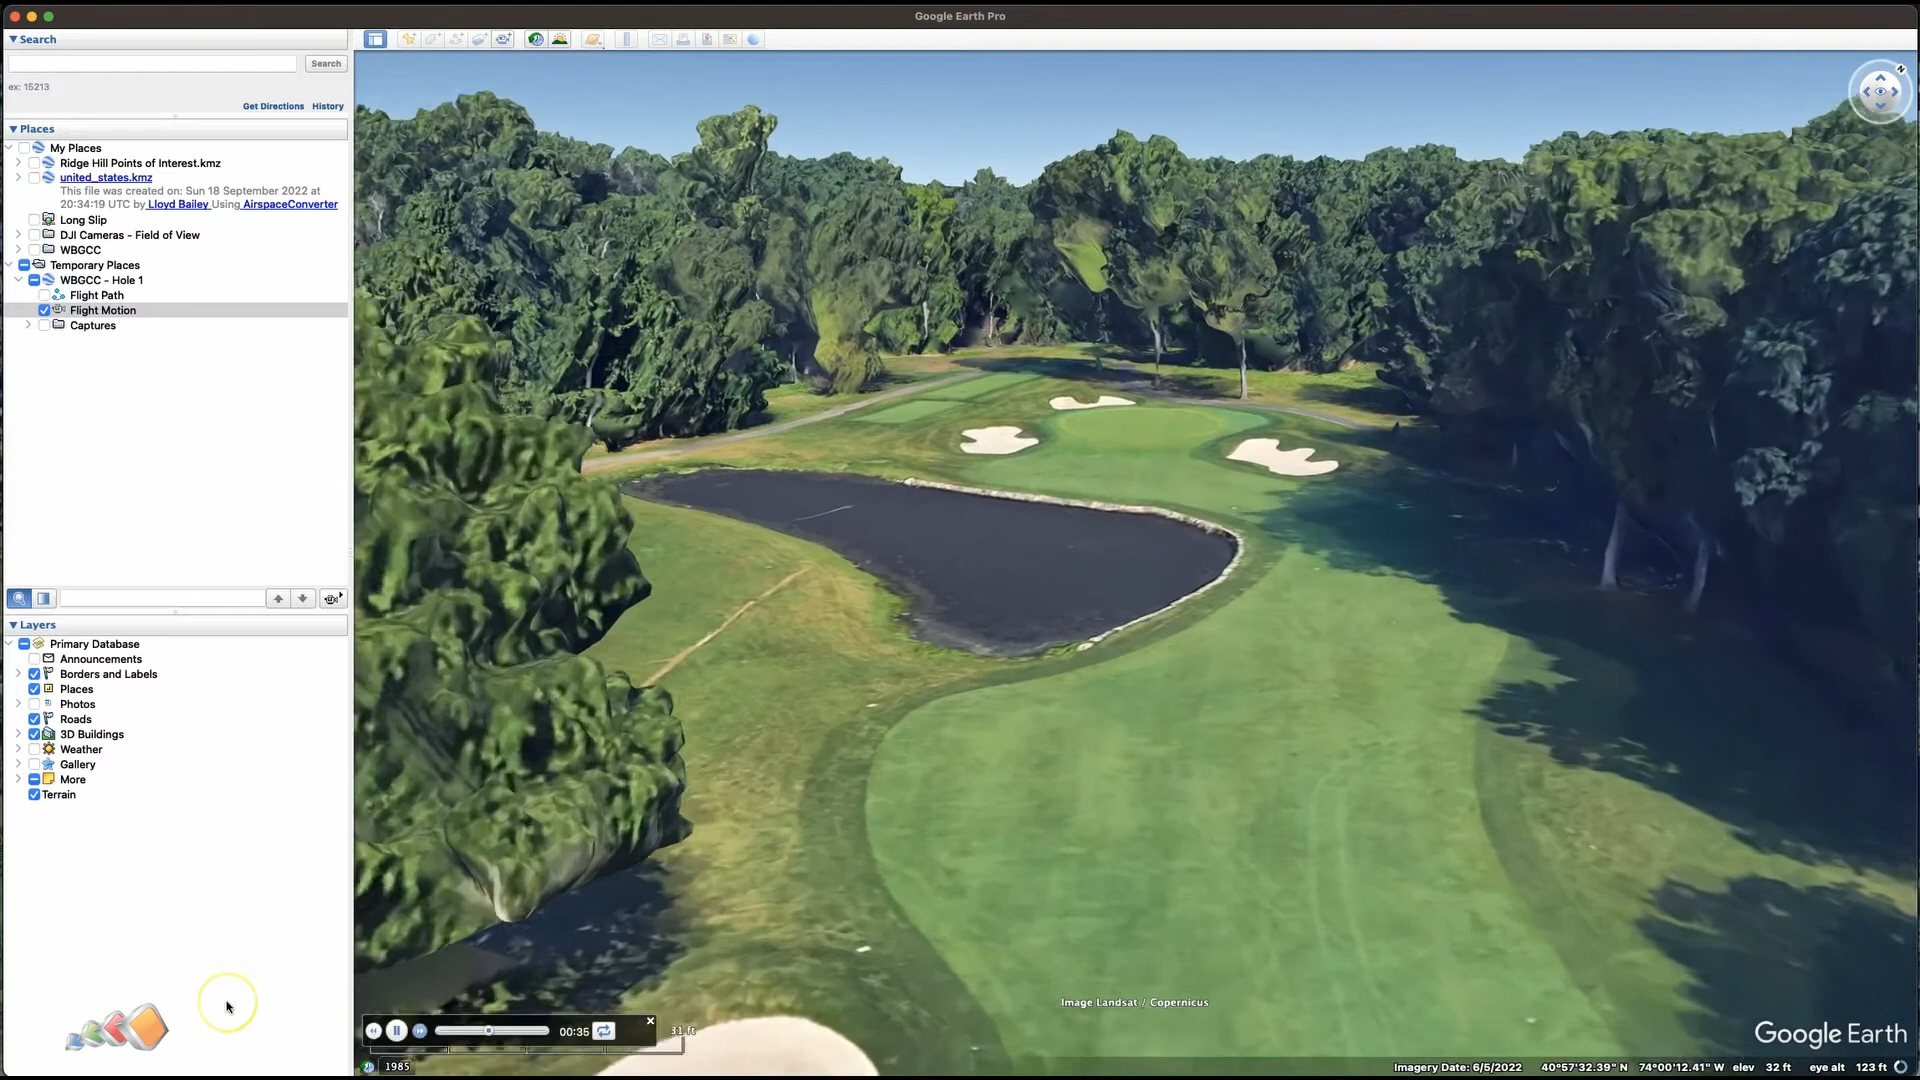 Google Earth Pro
Search
Search
ex: 15213
Get Directions History
Places
My Places
Ridge Hill Points of Interest.kmz
united_states.kmz
This file was created on: Sun 18 September 2022 at
20:34:19 UTC by Lloyd Bailey Using AirspaceConverter
Long Slip
DJI Cameras - Field of View
WBGCC
Temporary Places
WBGCC - Hole 1
Flight Path
Flight Motion
Captures
Layers
Primary Database
Announcements
Borders and Labels
Places
Photos
Roads
3D Buildings
Weather
Gallery
More
Terrain
N
Image Landsat / Copernicus
00:35
31 ft
Google Earth
1985
Imagery Date: 6/5/2022 40°57'32.39" N 74°00'12.41" W elev 32 ft eye alt 123 ft